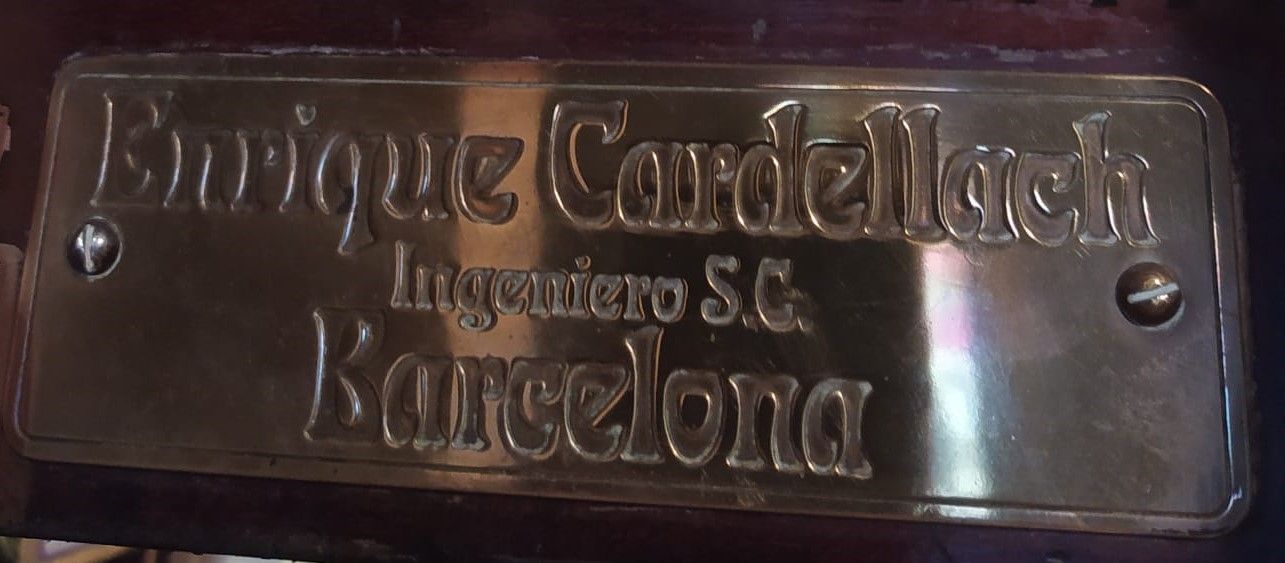 Enrique Cardellach
Ingeniero S.C.
Barcelona